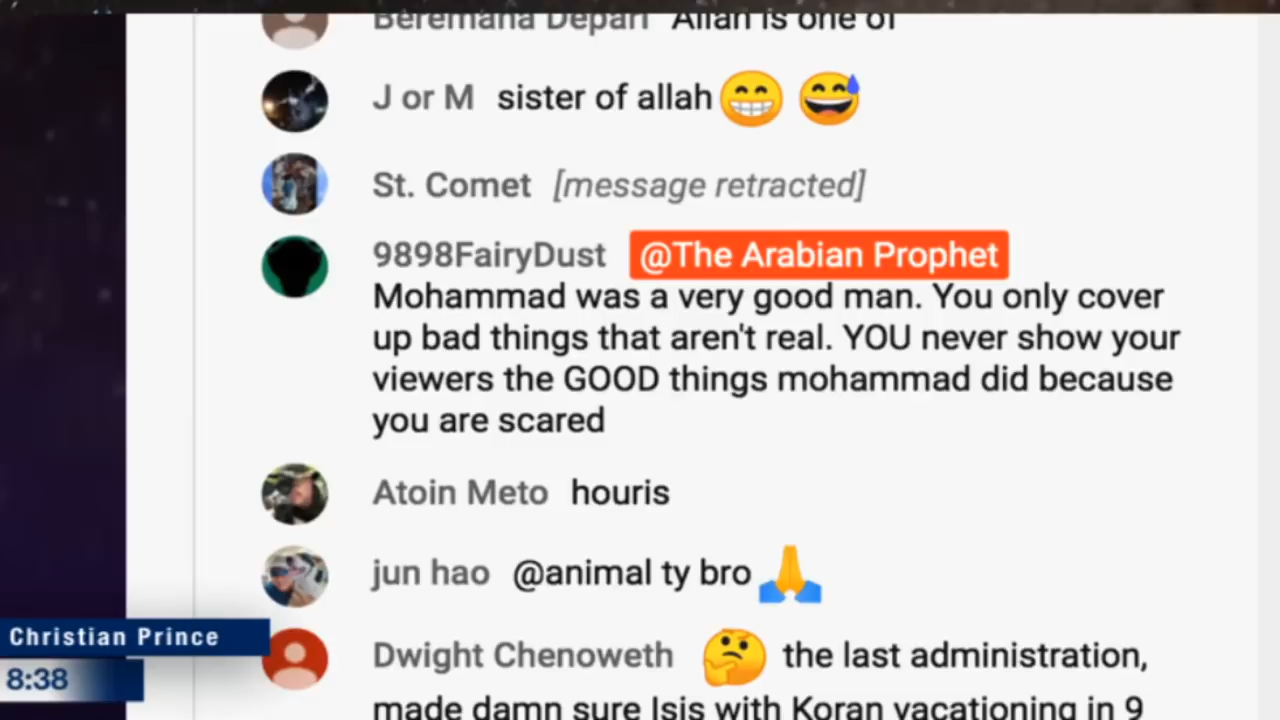 Beremana Depari Allah is one of
J or M sister of allah😁 😅
St. Comet [message retracted]
9898FairyDust @The Arabian Prophet
Mohammad was a very good man. You only cover
up bad things that aren't real. YOU never show your
viewers the GOOD things mohammad did because
you are scared
Atoin Meto houris
jun hao @animal ty bro🙏
Christian Prince
Dwight Chenoweth 🤔 the last administration,
8:38
made damn sure Isis with Koran vacationing in 9